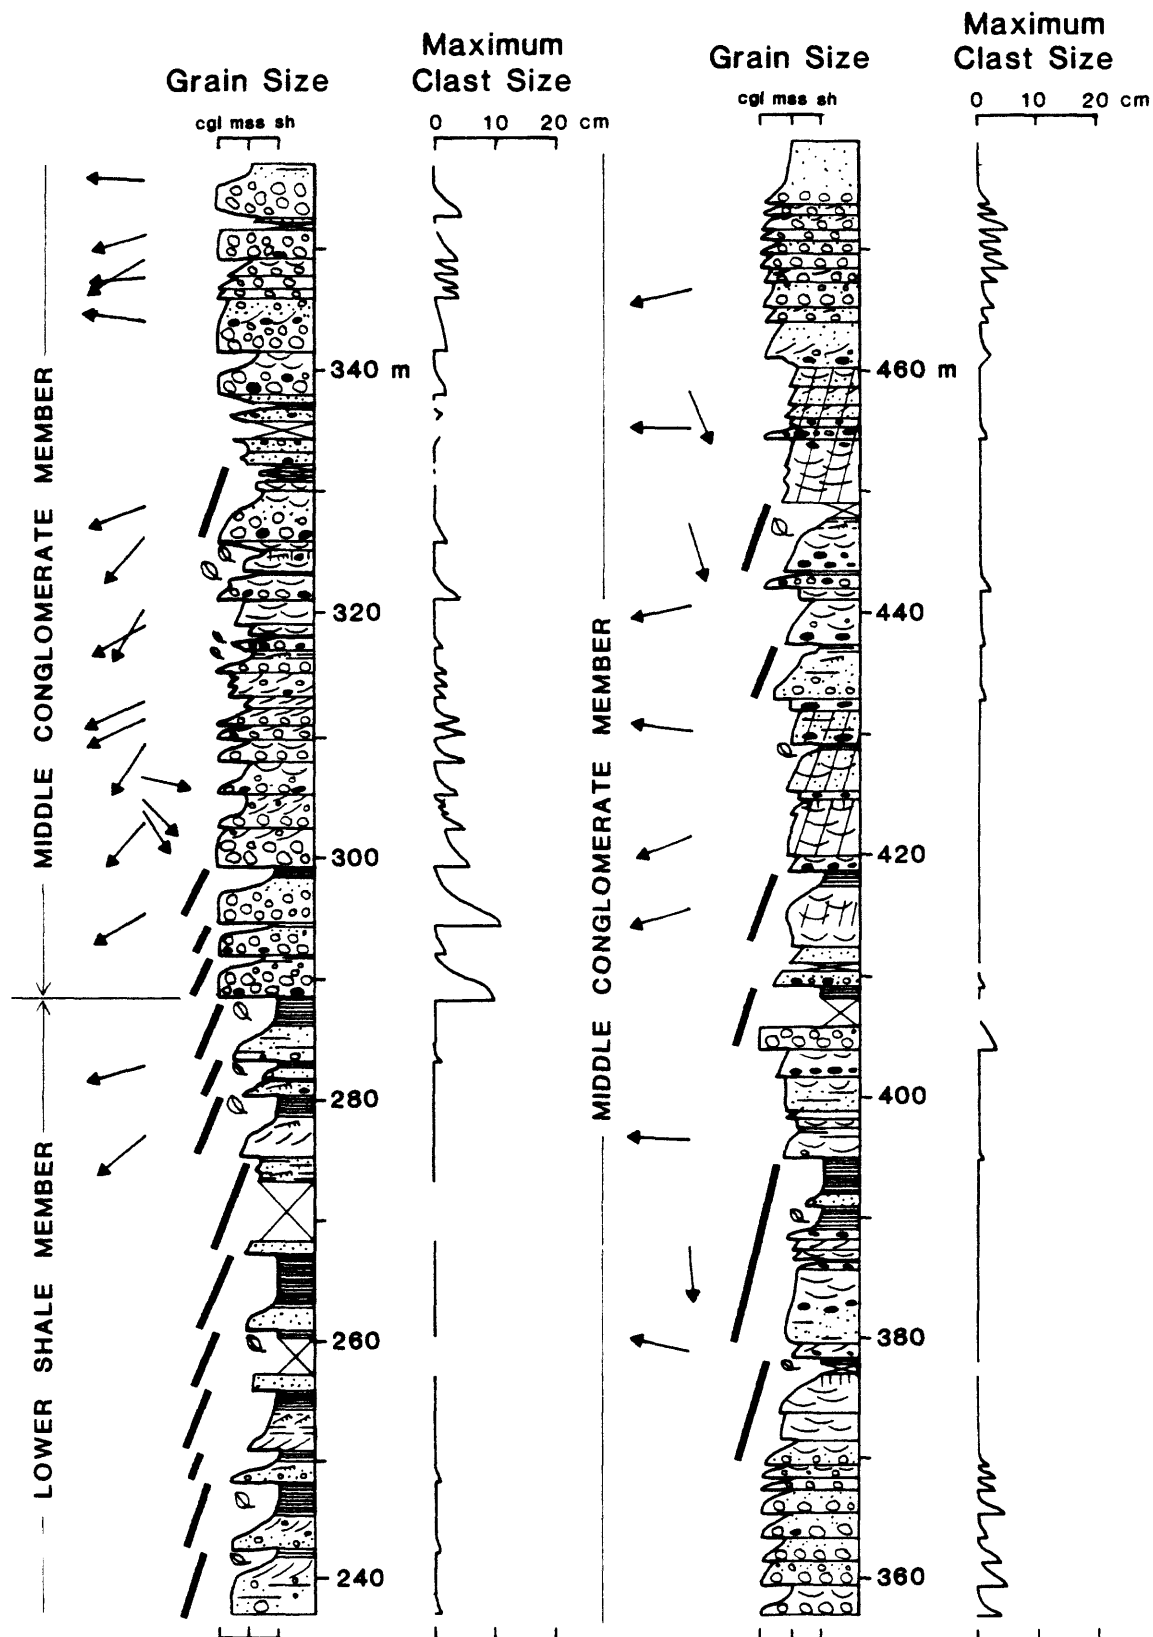 Maximum
Clast Size
Grain Size
cgl mss sh
0 10 20 cm
340 m
320
300
280
260
240
MIDDLE CONGLOMERATE MEMBER
LOWER SHALE MEMBER
Maximum
Clast Size
Grain Size
cgl mss sh
0 10 20 cm
460 m
440
420
400
380
360
MIDDLE CONGLOMERATE MEMBER